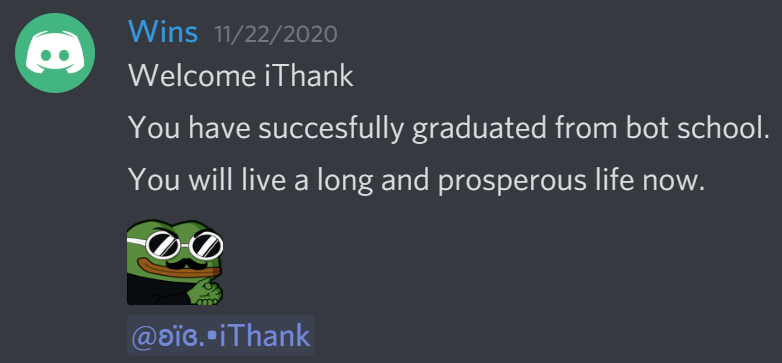 Wins 11/22/2020
Welcome iThank
You have succesfully graduated from bot school.
You will live a long and prosperous life now.
@ʚïɞ.•iThank